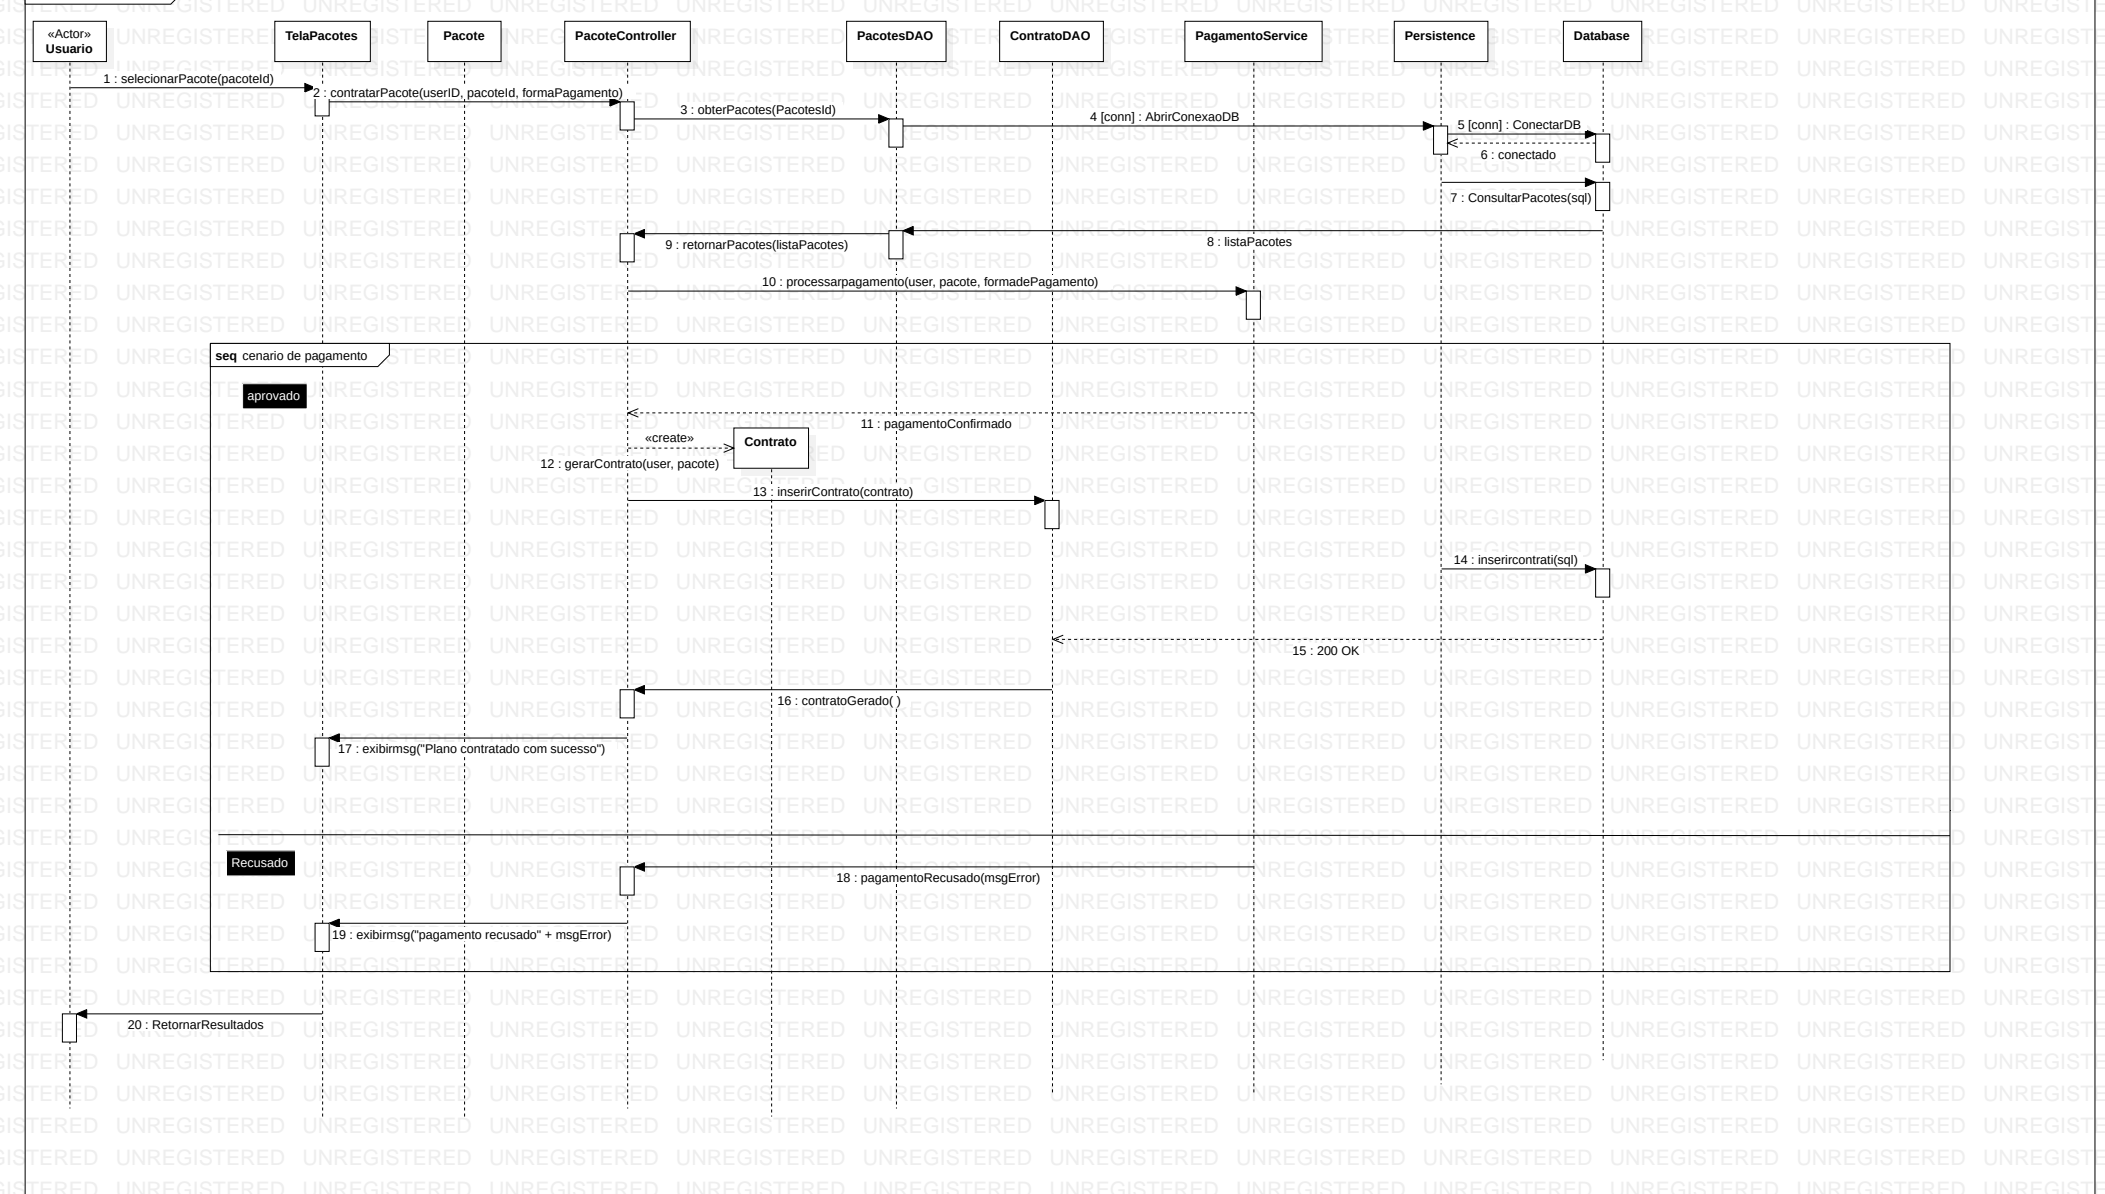 «Actor»
Usuario
TelaPacotes
Pacote
PacoteController
PacotesDAO
ContratoDAO
PagamentoService
Persistence
Database
1 : selecionarPacote(pacoteId)
2 : contratarPacote(userID, pacoteId, formaPagamento)
3 : obterPacotes(PacotesId)
4 [conn] : AbrirConexaoDB
5 [conn] : ConectarDB
6 : conectado
7 : ConsultarPacotes(sql)
8 : listaPacotes
9 : retornarPacotes(listaPacotes)
10 : processarpagamento(user, pacote, formadePagamento)
seq cenario de pagamento
aprovado
11 : pagamentoConfirmado
«create»
Contrato
12 : gerarContrato(user, pacote)
13 : inserirContrato(contrato)
14 : inserircontrati(sql)
15 : 200 OK
16 : contratoGerado( )
17 : exibirmsg("Plano contratado com sucesso")
Recusado
18 : pagamentoRecusado(msgError)
19 : exibirmsg("pagamento recusado" + msgError)
20 : RetornarResultados
UNREGISTERED